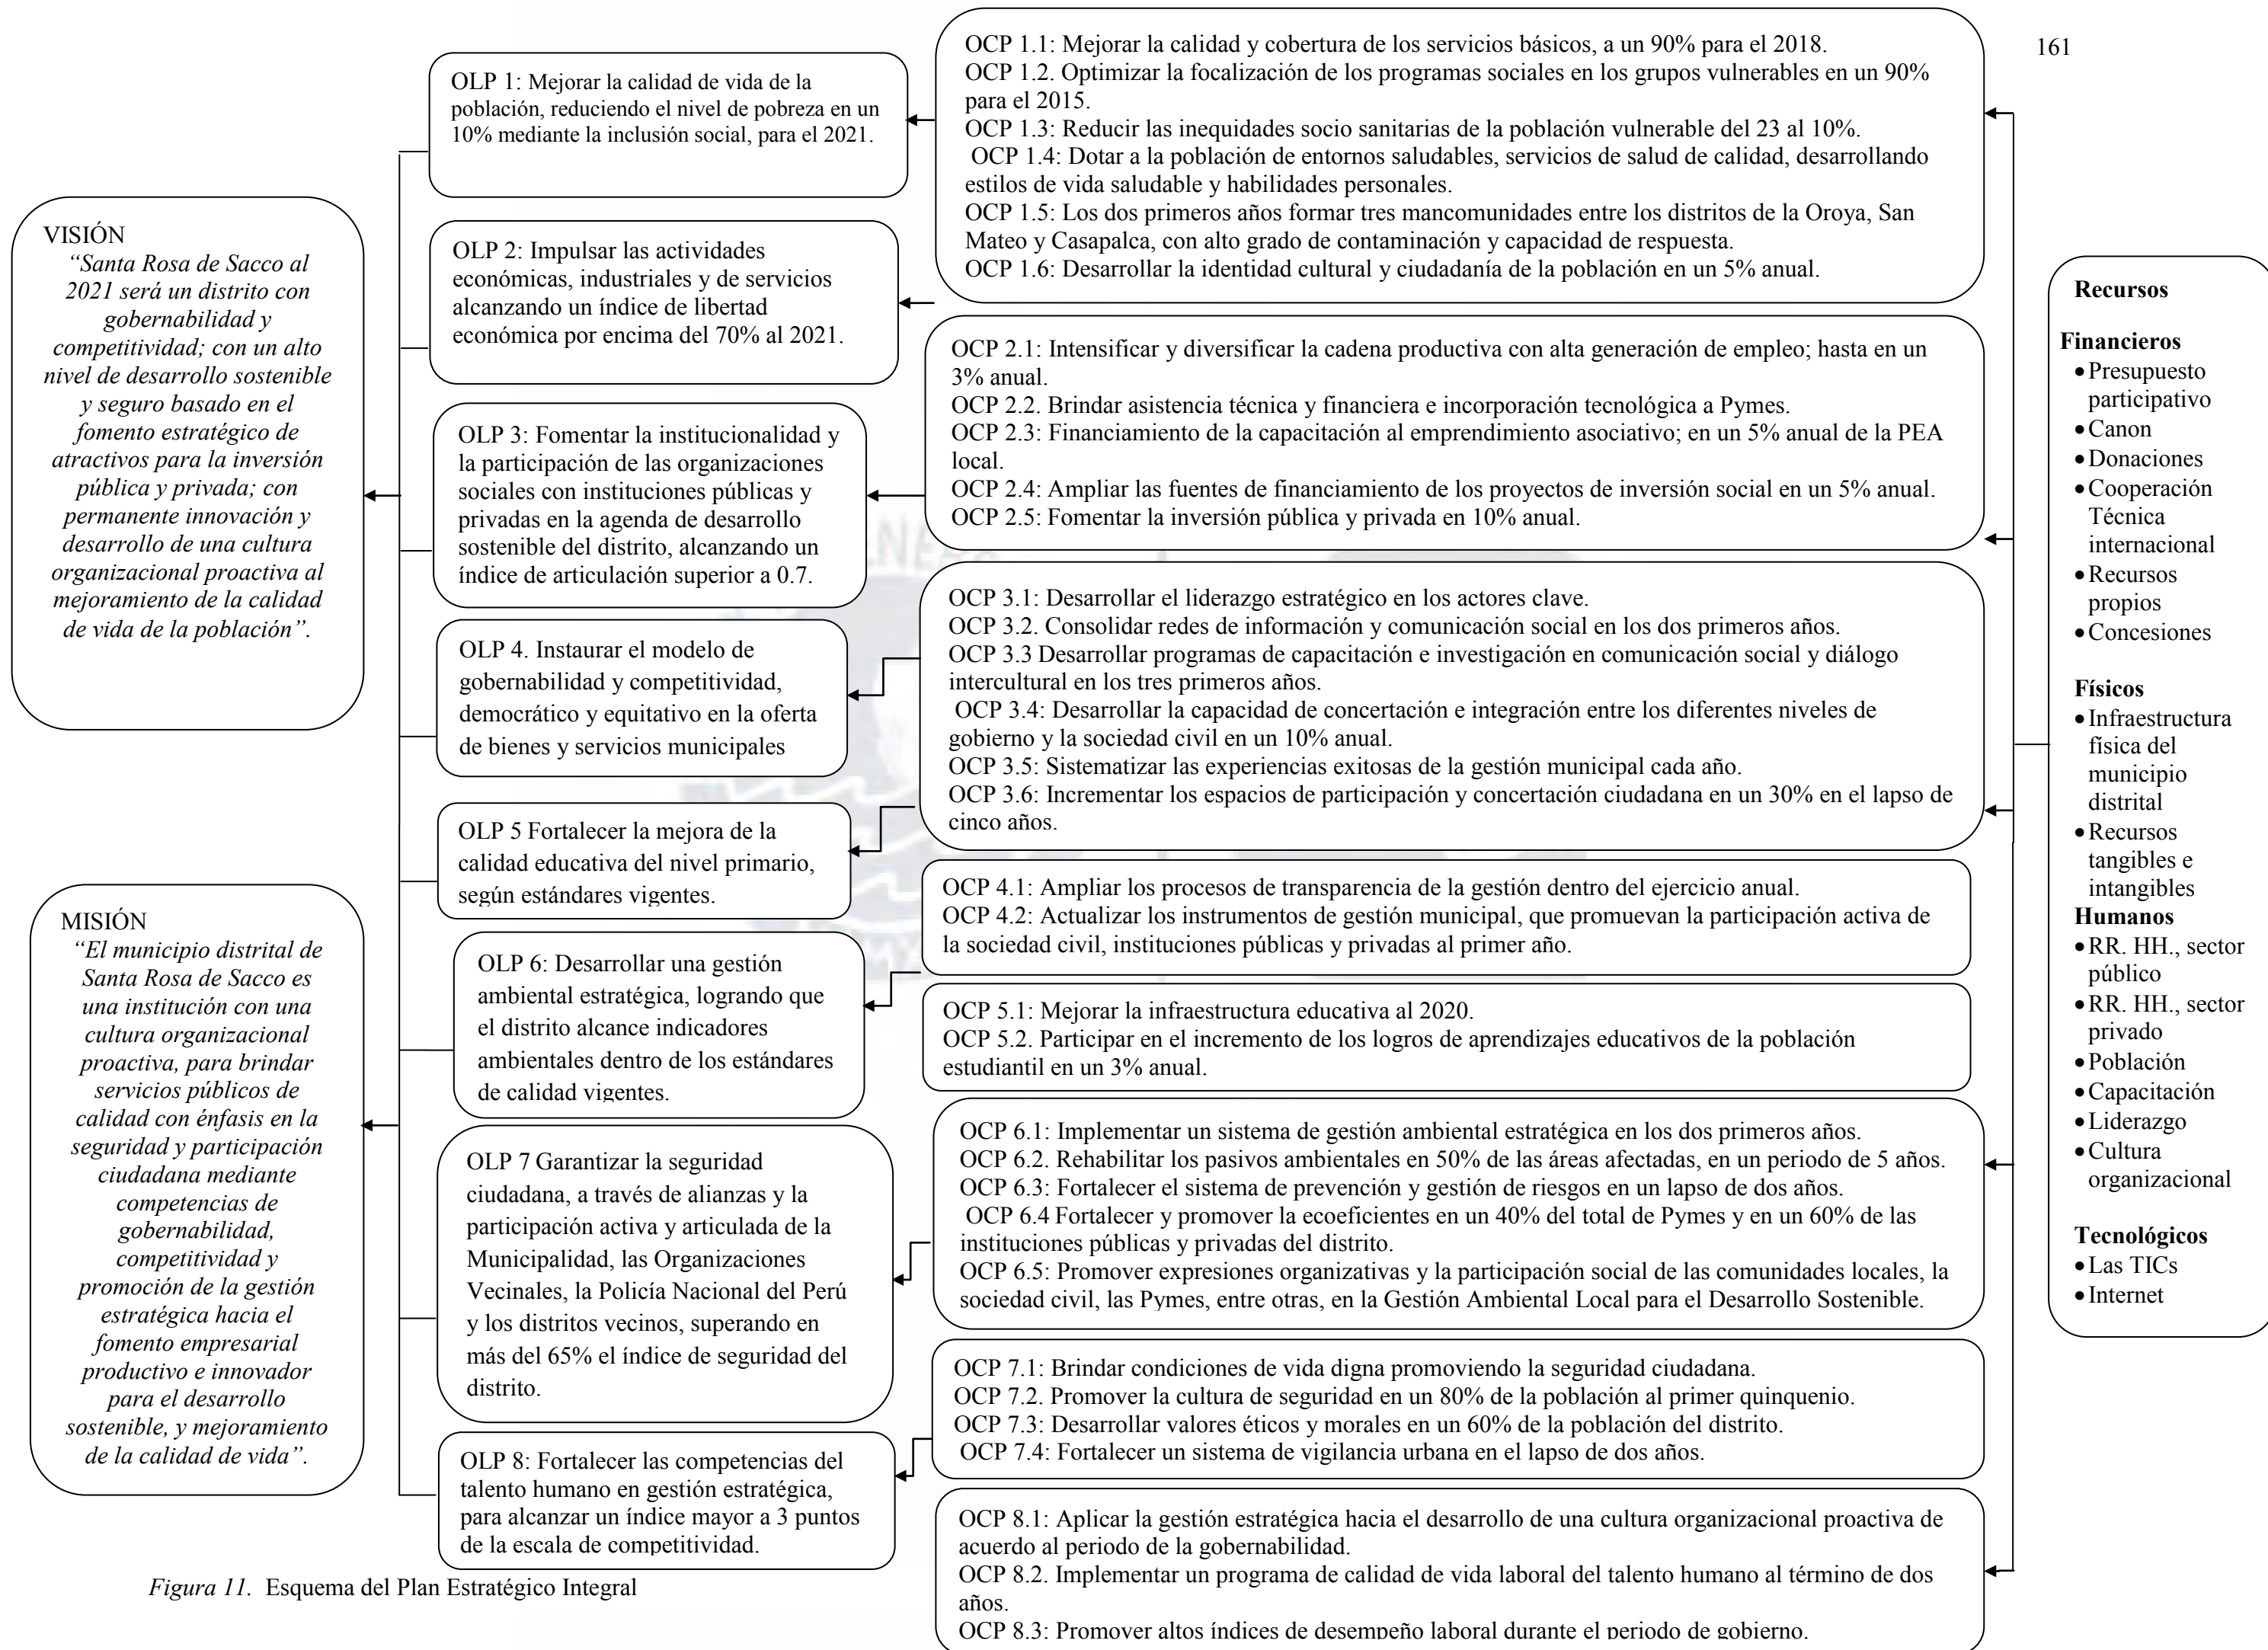 161
VISIÓN
“Santa Rosa de Sacco al
2021 será un distrito con
gobernabilidad y
competitividad; con un alto
nivel de desarrollo sostenible
y seguro basado en el
fomento estratégico de
atractivos para la inversión
pública y privada; con
permanente innovación y
desarrollo de una cultura
organizacional proactiva al
mejoramiento de la calidad
de vida de la población”.
MISIÓN
“El municipio distrital de
Santa Rosa de Sacco es
una institución con una
cultura organizacional
proactiva, para brindar
servicios públicos de
calidad con énfasis en la
seguridad y participación
ciudadana mediante
competencias de
gobernabilidad,
competitividad y
promoción de la gestión
estratégica hacia el
fomento empresarial
productivo e innovador
para el desarrollo
sostenible, y mejoramiento
de la calidad de vida”.
OLP 1: Mejorar la calidad de vida de la
población, reduciendo el nivel de pobreza en un
10% mediante la inclusión social, para el 2021.
OLP 2: Impulsar las actividades
económicas, industriales y de servicios
alcanzando un índice de libertad
económica por encima del 70% al 2021.
OLP 3: Fomentar la institucionalidad y
la participación de las organizaciones
sociales con instituciones públicas y
privadas en la agenda de desarrollo
sostenible del distrito, alcanzando un
índice de articulación superior a 0.7.
OLP 4. Instaurar el modelo de
gobernabilidad y competitividad,
democrático y equitativo en la oferta
de bienes y servicios municipales
OLP 5 Fortalecer la mejora de la
calidad educativa del nivel primario,
según estándares vigentes.
OLP 6: Desarrollar una gestión
ambiental estratégica, logrando que
el distrito alcance indicadores
ambientales dentro de los estándares
de calidad vigentes.
OLP 7 Garantizar la seguridad
ciudadana, a través de alianzas y la
participación activa y articulada de la
Municipalidad, las Organizaciones
Vecinales, la Policía Nacional del Perú
y los distritos vecinos, superando en
más del 65% el índice de seguridad del
distrito.
OLP 8: Fortalecer las competencias del
talento humano en gestión estratégica,
para alcanzar un índice mayor a 3 puntos
de la escala de competitividad.
OCP 1.1: Mejorar la calidad y cobertura de los servicios básicos, a un 90% para el 2018.
OCP 1.2. Optimizar la focalización de los programas sociales en los grupos vulnerables en un 90%
para el 2015.
OCP 1.3: Reducir las inequidades socio sanitarias de la población vulnerable del 23 al 10%.
OCP 1.4: Dotar a la población de entornos saludables, servicios de salud de calidad, desarrollando
estilos de vida saludable y habilidades personales.
OCP 1.5: Los dos primeros años formar tres mancomunidades entre los distritos de la Oroya, San
Mateo y Casapalca, con alto grado de contaminación y capacidad de respuesta.
OCP 1.6: Desarrollar la identidad cultural y ciudadanía de la población en un 5% anual.
OCP 2.1: Intensificar y diversificar la cadena productiva con alta generación de empleo; hasta en un
3% anual.
OCP 2.2. Brindar asistencia técnica y financiera e incorporación tecnológica a Pymes.
OCP 2.3: Financiamiento de la capacitación al emprendimiento asociativo; en un 5% anual de la PEA
local.
OCP 2.4: Ampliar las fuentes de financiamiento de los proyectos de inversión social en un 5% anual.
OCP 2.5: Fomentar la inversión pública y privada en 10% anual.
OCP 3.1: Desarrollar el liderazgo estratégico en los actores clave.
OCP 3.2. Consolidar redes de información y comunicación social en los dos primeros años.
OCP 3.3 Desarrollar programas de capacitación e investigación en comunicación social y diálogo
intercultural en los tres primeros años.
OCP 3.4: Desarrollar la capacidad de concertación e integración entre los diferentes niveles de
gobierno y la sociedad civil en un 10% anual.
OCP 3.5: Sistematizar las experiencias exitosas de la gestión municipal cada año.
OCP 3.6: Incrementar los espacios de participación y concertación ciudadana en un 30% en el lapso de
cinco años.
OCP 4.1: Ampliar los procesos de transparencia de la gestión dentro del ejercicio anual.
OCP 4.2: Actualizar los instrumentos de gestión municipal, que promuevan la participación activa de
la sociedad civil, instituciones públicas y privadas al primer año.
OCP 5.1: Mejorar la infraestructura educativa al 2020.
OCP 5.2. Participar en el incremento de los logros de aprendizajes educativos de la población
estudiantil en un 3% anual.
OCP 6.1: Implementar un sistema de gestión ambiental estratégica en los dos primeros años.
OCP 6.2. Rehabilitar los pasivos ambientales en 50% de las áreas afectadas, en un periodo de 5 años.
OCP 6.3: Fortalecer el sistema de prevención y gestión de riesgos en un lapso de dos años.
OCP 6.4 Fortalecer y promover la ecoeficientes en un 40% del total de Pymes y en un 60% de las
instituciones públicas y privadas del distrito.
OCP 6.5: Promover expresiones organizativas y la participación social de las comunidades locales, la
sociedad civil, las Pymes, entre otras, en la Gestión Ambiental Local para el Desarrollo Sostenible.
OCP 7.1: Brindar condiciones de vida digna promoviendo la seguridad ciudadana.
OCP 7.2. Promover la cultura de seguridad en un 80% de la población al primer quinquenio.
OCP 7.3: Desarrollar valores éticos y morales en un 60% de la población del distrito.
OCP 7.4: Fortalecer un sistema de vigilancia urbana en el lapso de dos años.
OCP 8.1: Aplicar la gestión estratégica hacia el desarrollo de una cultura organizacional proactiva de
acuerdo al periodo de la gobernabilidad.
OCP 8.2. Implementar un programa de calidad de vida laboral del talento humano al término de dos
años.
OCP 8.3: Promover altos índices de desempeño laboral durante el periodo de gobierno.
Recursos
Financieros
• Presupuesto
participativo
• Canon
• Donaciones
• Cooperación
Técnica
internacional
• Recursos
propios
• Concesiones
Físicos
• Infraestructura
física del
municipio
distrital
• Recursos
tangibles e
intangibles
Humanos
• RR. HH., sector
público
• RR. HH., sector
privado
• Población
• Capacitación
• Liderazgo
• Cultura
organizacional
Tecnológicos
• Las TICs
• Internet
Figura 11. Esquema del Plan Estratégico Integral